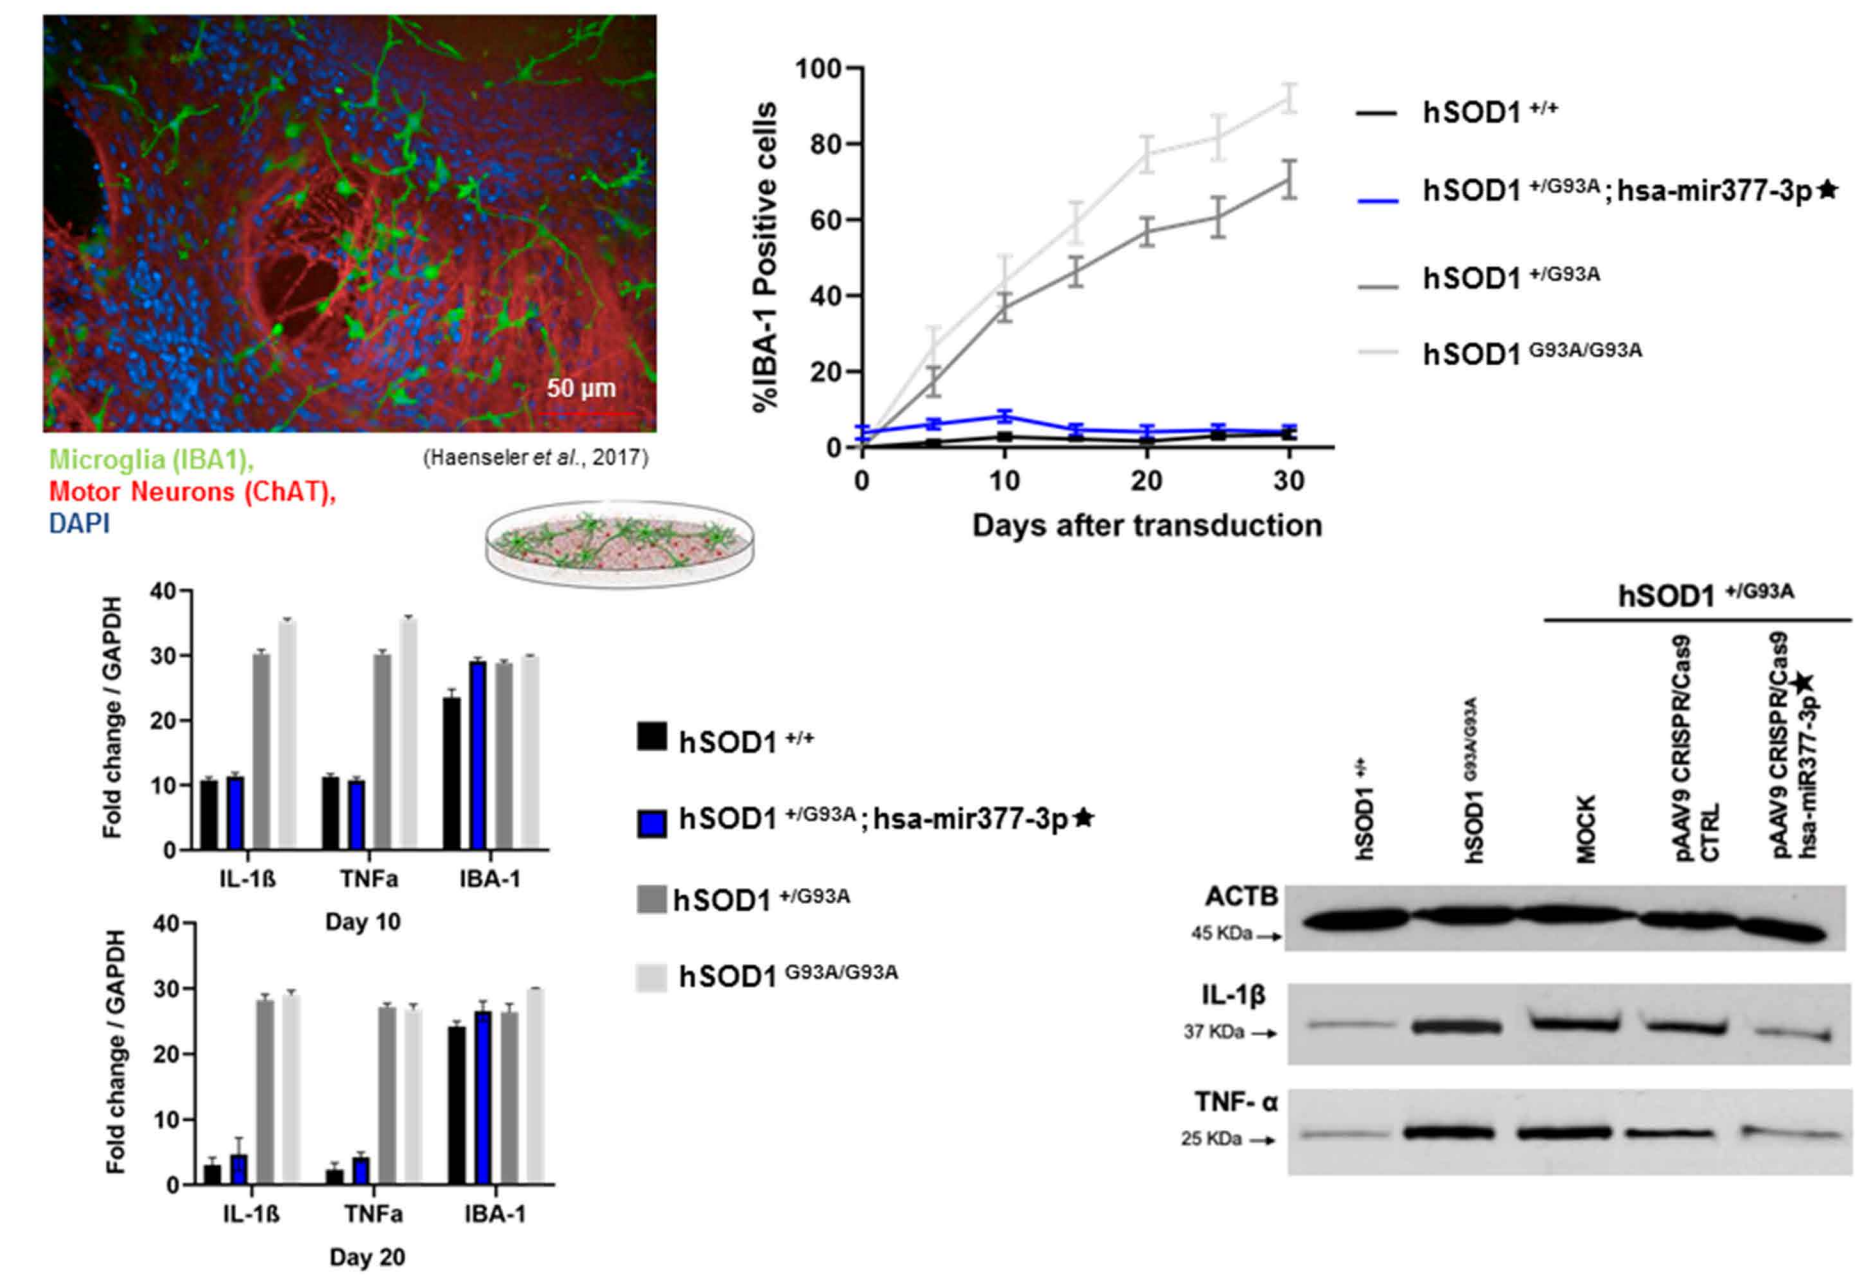 50 µm
Microglia (IBA1),
Motor Neurons (ChAT),
DAPI
(Haenseler et al., 2017)
%IBA-1 Positive cells
100
80
60
40
20
0
0 10 20 30
Days after transduction
hSOD1 +/+
hSOD1 +/G93A ; hsa-mir377-3p★
hSOD1 +/G93A
hSOD1 G93A/G93A
Fold change / GAPDH
40
30
20
10
0
IL-1ß TNFa IBA-1
Day 10
Fold change / GAPDH
40
30
20
10
0
IL-1ß TNFa IBA-1
Day 20
hSOD1 +/+
hSOD1 +/G93A ; hsa-mir377-3p★
hSOD1 +/G93A
hSOD1 G93A/G93A
hSOD1 +/G93A
hSOD1 +/+
hSOD1 G93A/G93A
MOCK
pAAV9 CRISPR/Cas9
CTRL
pAAV9 CRISPR/Cas9
hsa-miR377-3p★
ACTB
45 KDa →
IL-1β
37 KDa →
TNF- α
25 KDa →